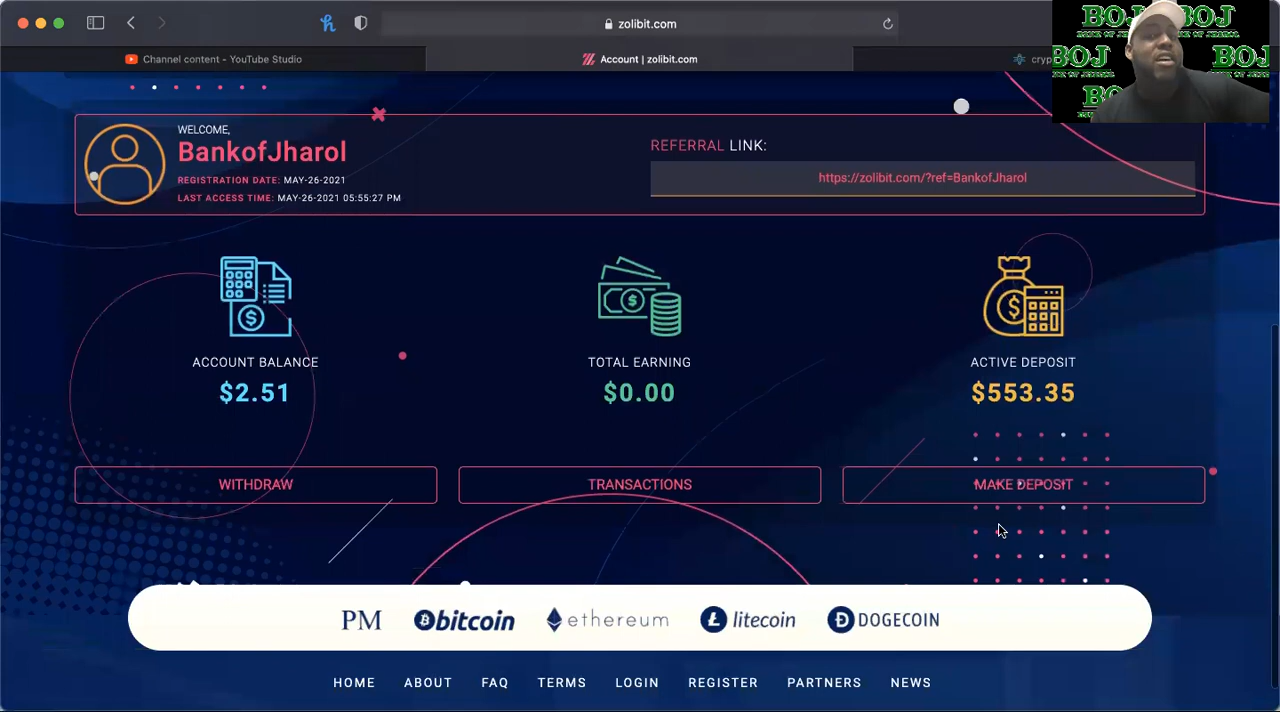 zolibit.com
Channel content - YouTube Studio
Account | zolibit.com
cryp
BOJ BOJ
BOJ BOJ
BO
WELCOME,
BankofJharol
REGISTRATION DATE: MAY-26-2021
LAST ACCESS TIME: MAY-26-2021 05:55:27 PM
REFERRAL LINK:
https://zolibit.com/?ref=BankofJharol
ACCOUNT BALANCE
$2.51
TOTAL EARNING
$0.00
ACTIVE DEPOSIT
$553.35
WITHDRAW
TRANSACTIONS
MAKE DEPOSIT
PM bitcoin ethereum litecoin DOGECOIN
HOME ABOUT FAQ TERMS LOGIN REGISTER PARTNERS NEWS